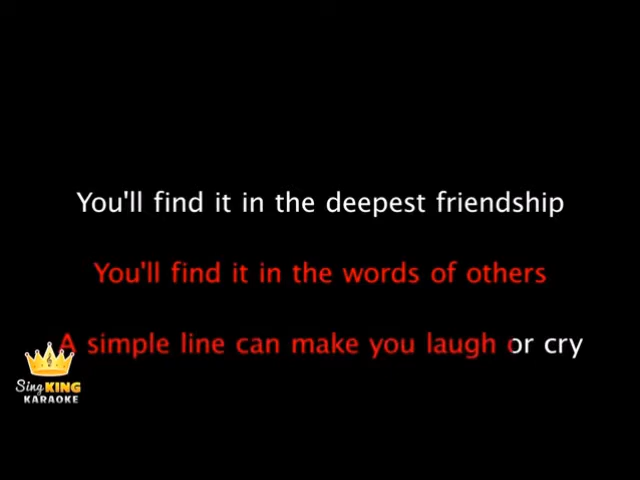 You'll find it in the deepest friendship
You'll find it in the words of others
A simple line can make you laugh or cry
Sing KING
KARAOKE